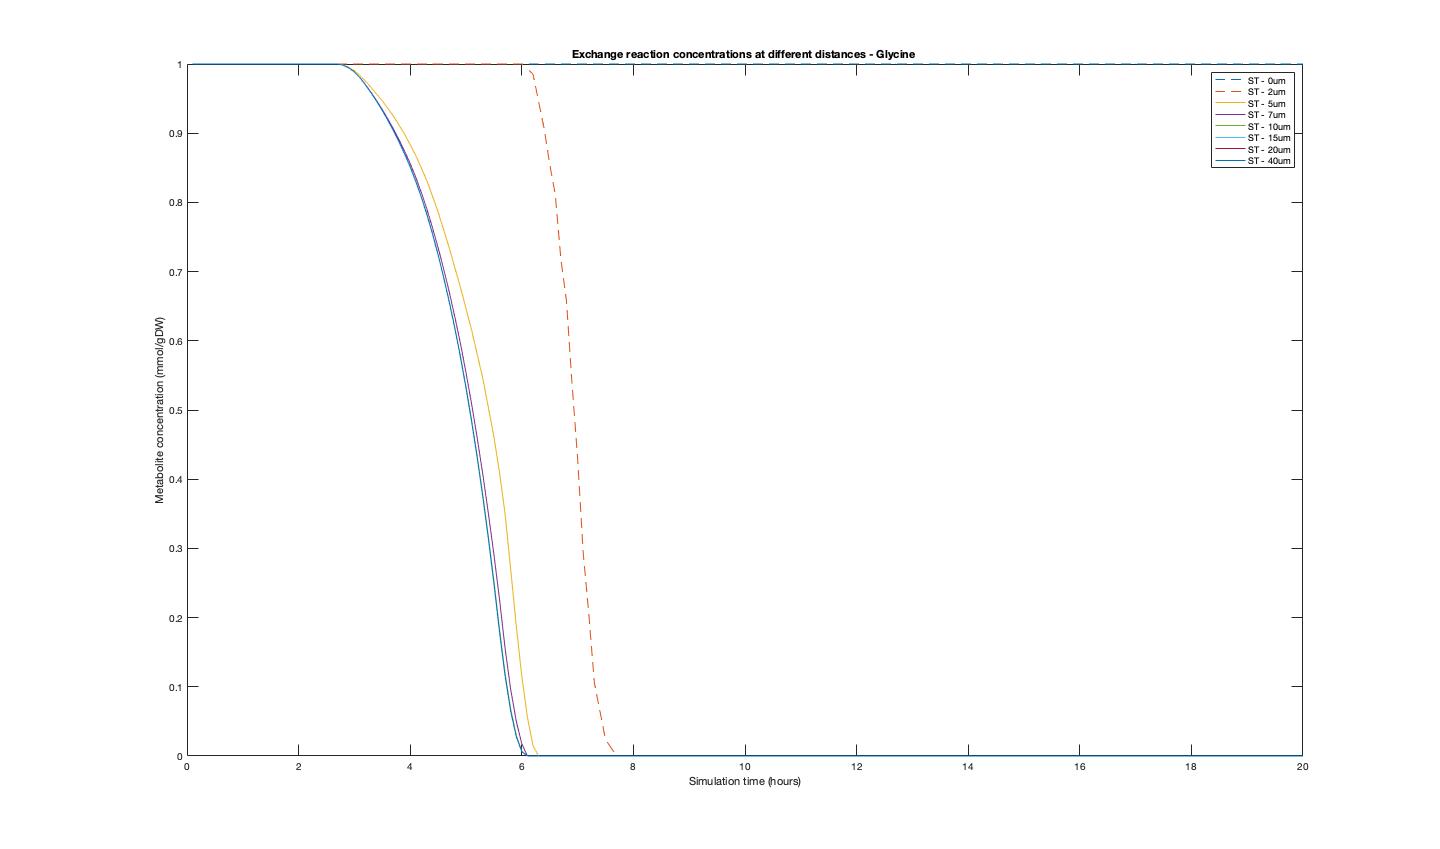 Exchange reaction concentrations at different distances - Glycine
1
0.9
0.8
0.7
0.6
0.5
0.4
0.3
0.2
0.1
0
Metabolite concentration (mmol/gDW)
ST - 0um
ST - 2um
ST - 5um
ST - 7um
ST - 10um
ST - 15um
ST - 20um
ST - 40um
0 2 4 6 8 10 12 14 16 18 20
Simulation time (hours)